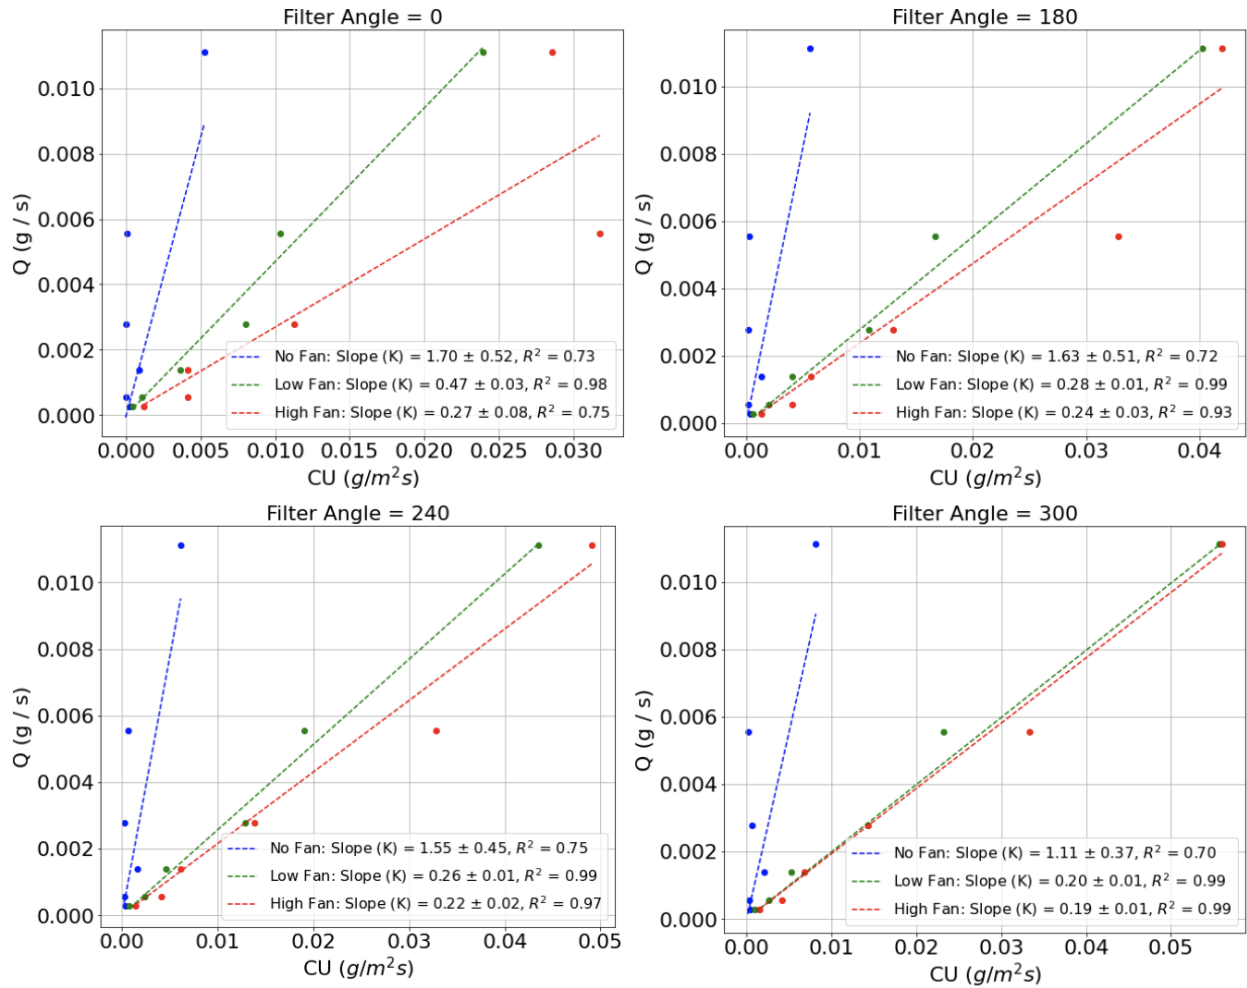 Filter Angle = 0
0.010
0.008
0.006
0.004
0.002
0.000
Q (g / s)
No Fan: Slope (K) = 1.70 ± 0.52, R² = 0.73
Low Fan: Slope (K) = 0.47 ± 0.03, R² = 0.98
High Fan: Slope (K) = 0.27 ± 0.08, R² = 0.75
0.000 0.005 0.010 0.015 0.020 0.025 0.030
CU (g/m²s)
Filter Angle = 180
0.010
0.008
0.006
0.004
0.002
0.000
Q (g / s)
No Fan: Slope (K) = 1.63 ± 0.51, R² = 0.72
Low Fan: Slope (K) = 0.28 ± 0.01, R² = 0.99
High Fan: Slope (K) = 0.24 ± 0.03, R² = 0.93
0.00 0.01 0.02 0.03 0.04
CU (g/m²s)
Filter Angle = 240
0.010
0.008
0.006
0.004
0.002
0.000
Q (g / s)
No Fan: Slope (K) = 1.55 ± 0.45, R² = 0.75
Low Fan: Slope (K) = 0.26 ± 0.01, R² = 0.99
High Fan: Slope (K) = 0.22 ± 0.02, R² = 0.97
0.00 0.01 0.02 0.03 0.04 0.05
CU (g/m²s)
Filter Angle = 300
0.010
0.008
0.006
0.004
0.002
0.000
Q (g / s)
No Fan: Slope (K) = 1.11 ± 0.37, R² = 0.70
Low Fan: Slope (K) = 0.20 ± 0.01, R² = 0.99
High Fan: Slope (K) = 0.19 ± 0.01, R² = 0.99
0.00 0.01 0.02 0.03 0.04 0.05
CU (g/m²s)